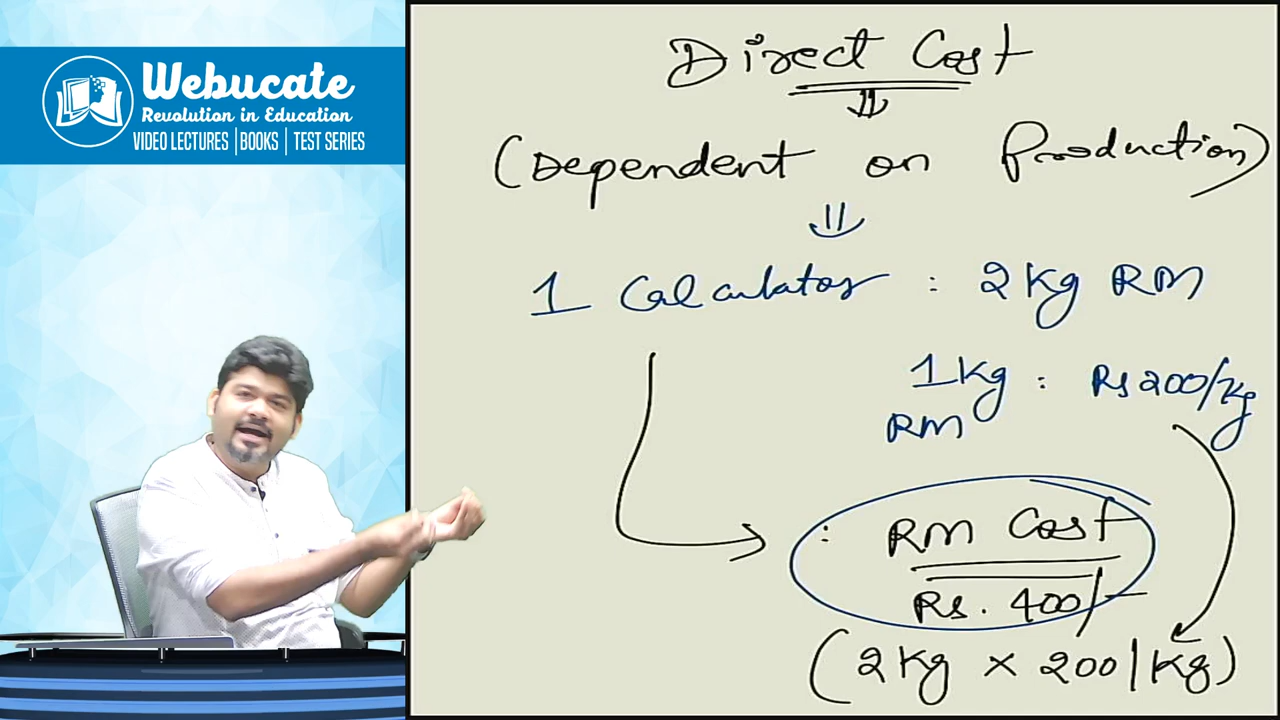 Webucate
Revolution in Education
VIDEO LECTURES | BOOKS | TEST SERIES
Direct Cost
(Dependent on Production)
1 Calculator : 2 Kg RM
1 Kg : Rs 200/Kg
RM
: RM Cost
Rs. 400/-
(2 Kg × 200 | Kg)